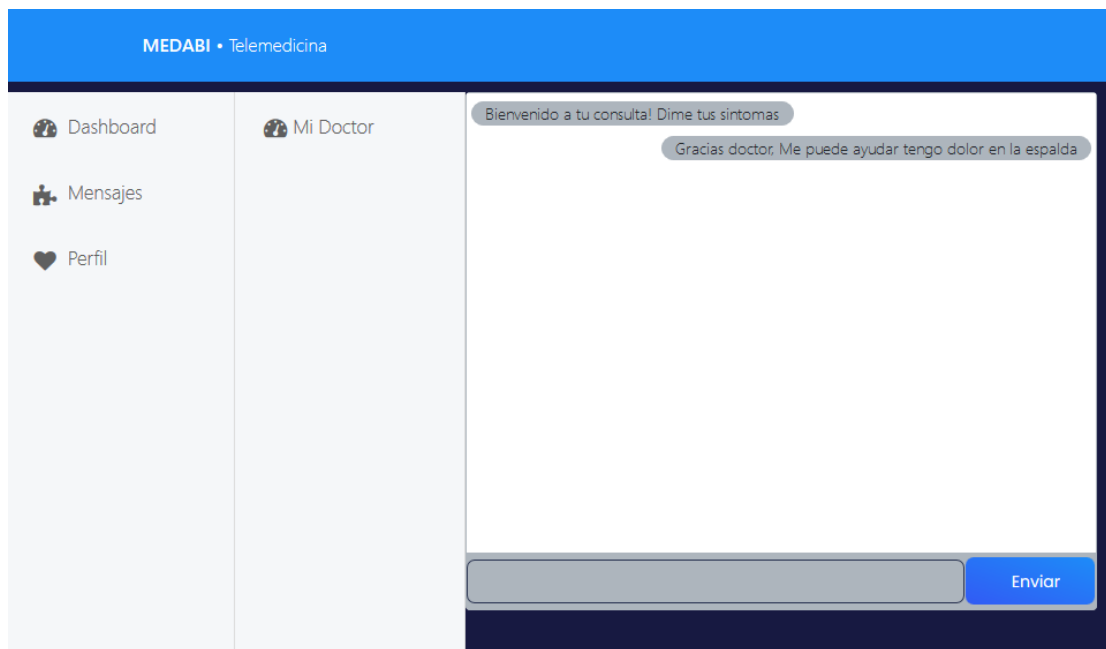 MEDABI • Telemedicina
Dashboard
Mensajes
Perfil
Mi Doctor
Bienvenido a tu consulta! Dime tus sintomas
Gracias doctor, Me puede ayudar tengo dolor en la espalda
Enviar